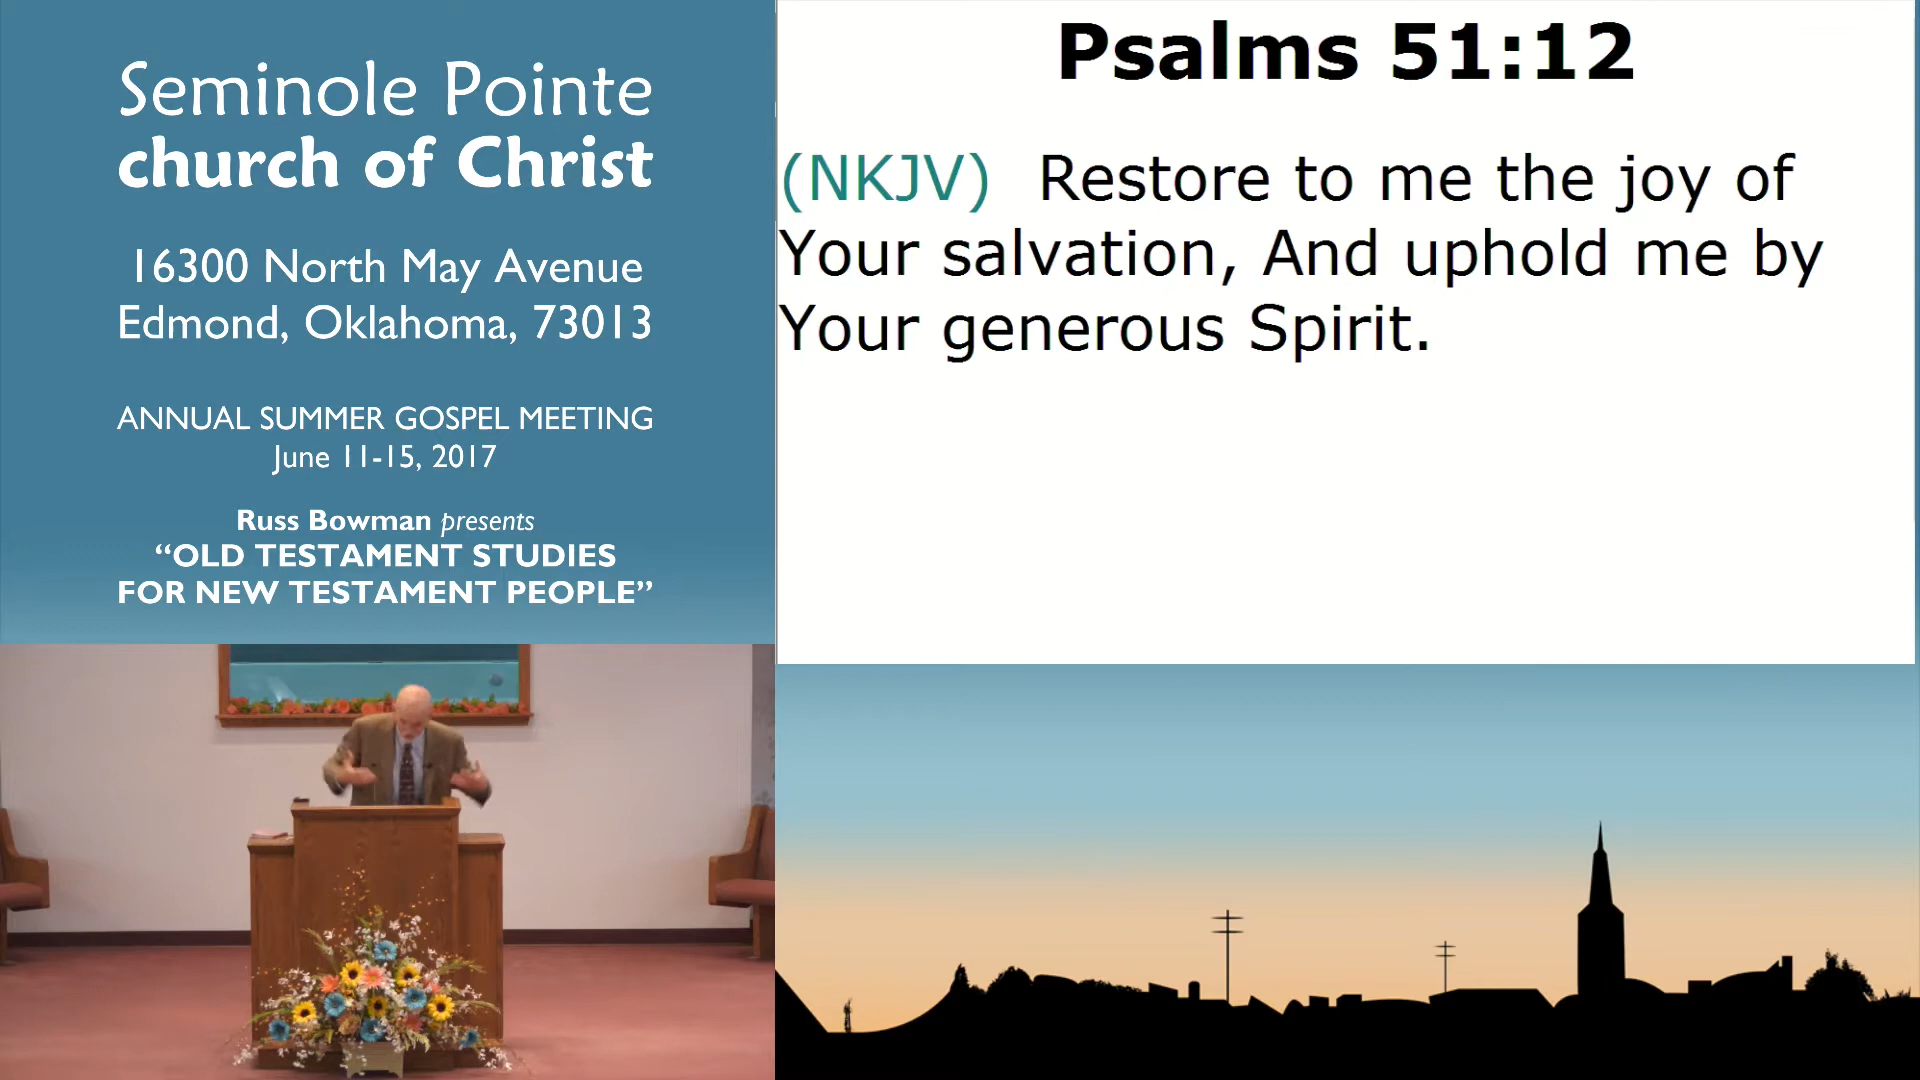 Seminole Pointe
church of Christ
16300 North May Avenue
Edmond, Oklahoma, 73013
ANNUAL SUMMER GOSPEL MEETING
June 11-15, 2017
Russ Bowman presents
“OLD TESTAMENT STUDIES
FOR NEW TESTAMENT PEOPLE”
Psalms 51:12
(NKJV) Restore to me the joy of
Your salvation, And uphold me by
Your generous Spirit.